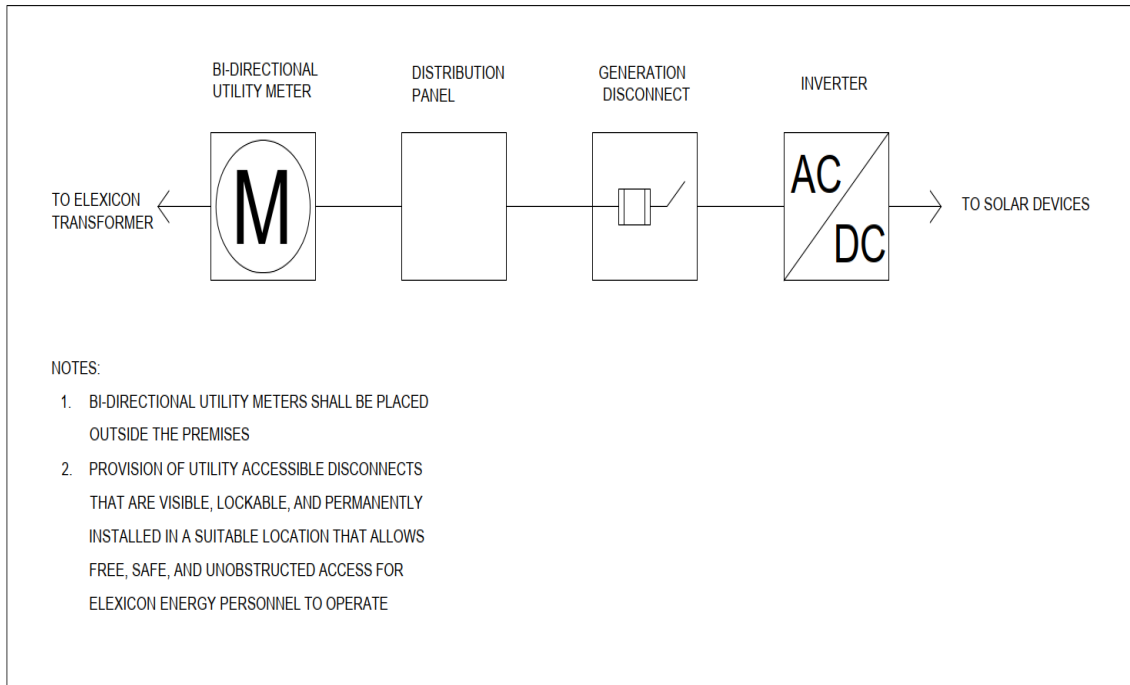 BI-DIRECTIONAL
UTILITY METER
DISTRIBUTION
PANEL
GENERATION
DISCONNECT
INVERTER
TO ELEXICON
TRANSFORMER
M
AC
DC
TO SOLAR DEVICES
NOTES:
1. BI-DIRECTIONAL UTILITY METERS SHALL BE PLACED
OUTSIDE THE PREMISES
2. PROVISION OF UTILITY ACCESSIBLE DISCONNECTS
THAT ARE VISIBLE, LOCKABLE, AND PERMANENTLY
INSTALLED IN A SUITABLE LOCATION THAT ALLOWS
FREE, SAFE, AND UNOBSTRUCTED ACCESS FOR
ELEXICON ENERGY PERSONNEL TO OPERATE